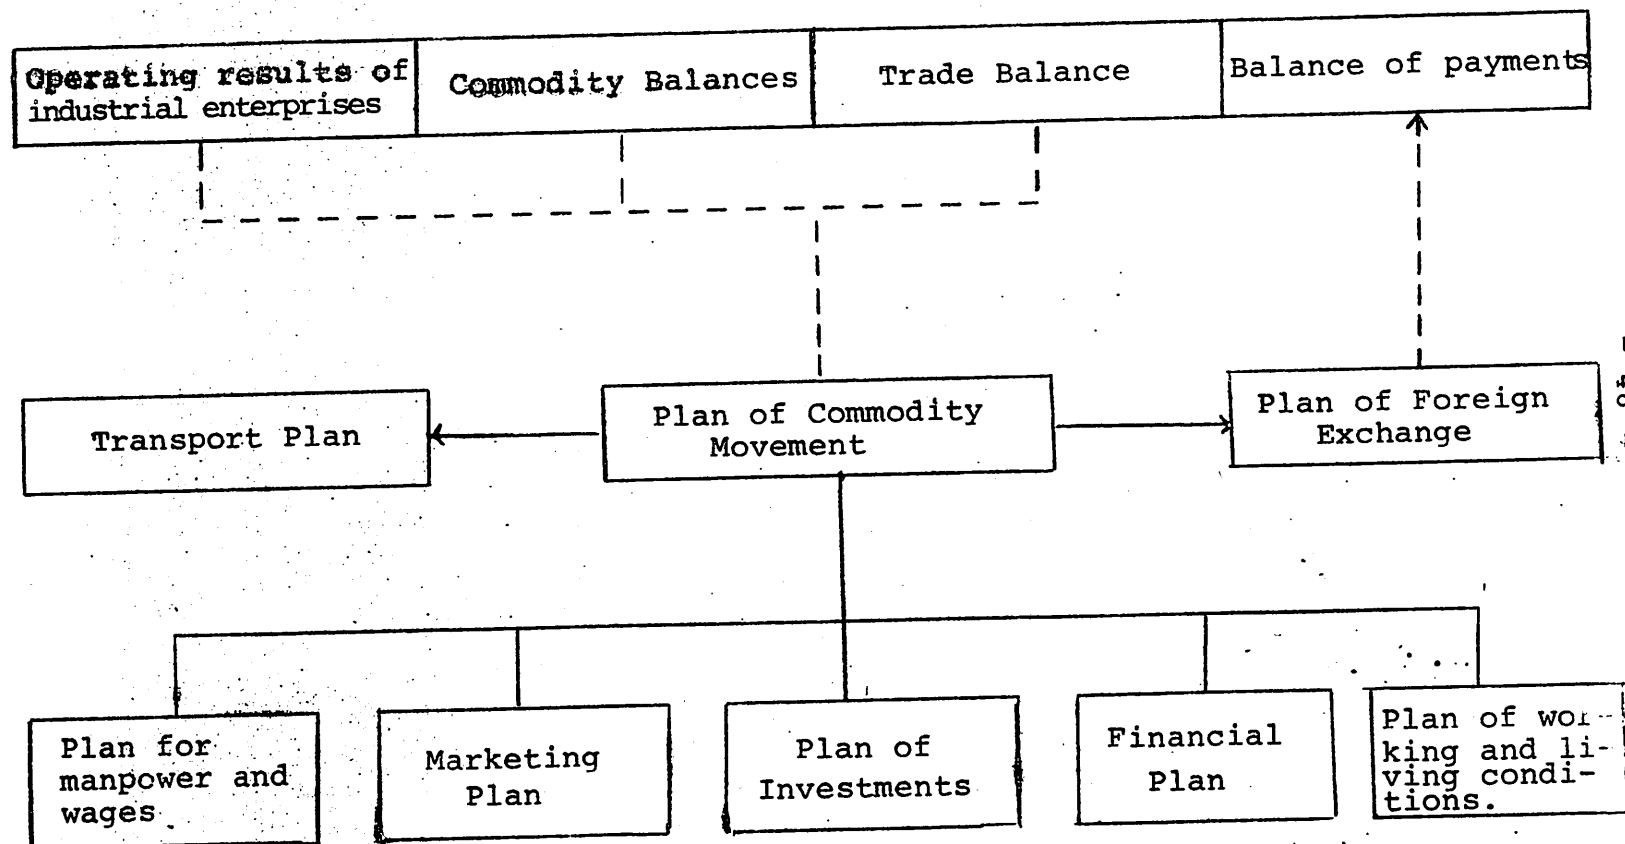 Operating results of
industrial enterprises
Commodity Balances
Trade Balance
Balance of payments
Transport Plan
Plan of Commodity
Movement
Plan of Foreign
Exchange
Plan for
manpower and
wages
Marketing
Plan
Plan of
Investments
Financial
Plan
Plan of wor-
king and li-
ving condi-
tions.